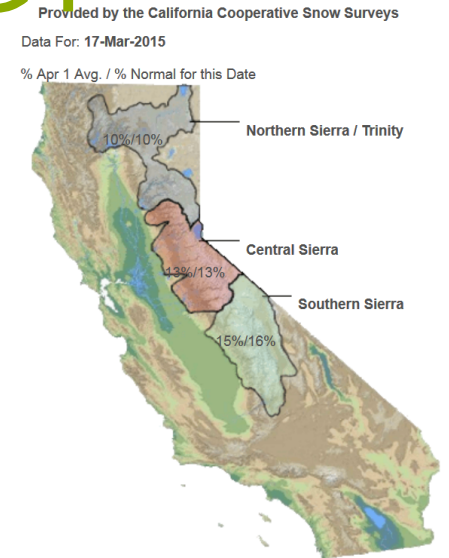 Provided by the California Cooperative Snow Surveys
Data For: 17-Mar-2015
% Apr 1 Avg. / % Normal for this Date
10%/10%
Northern Sierra / Trinity
Central Sierra
13%/13%
Southern Sierra
15%/16%